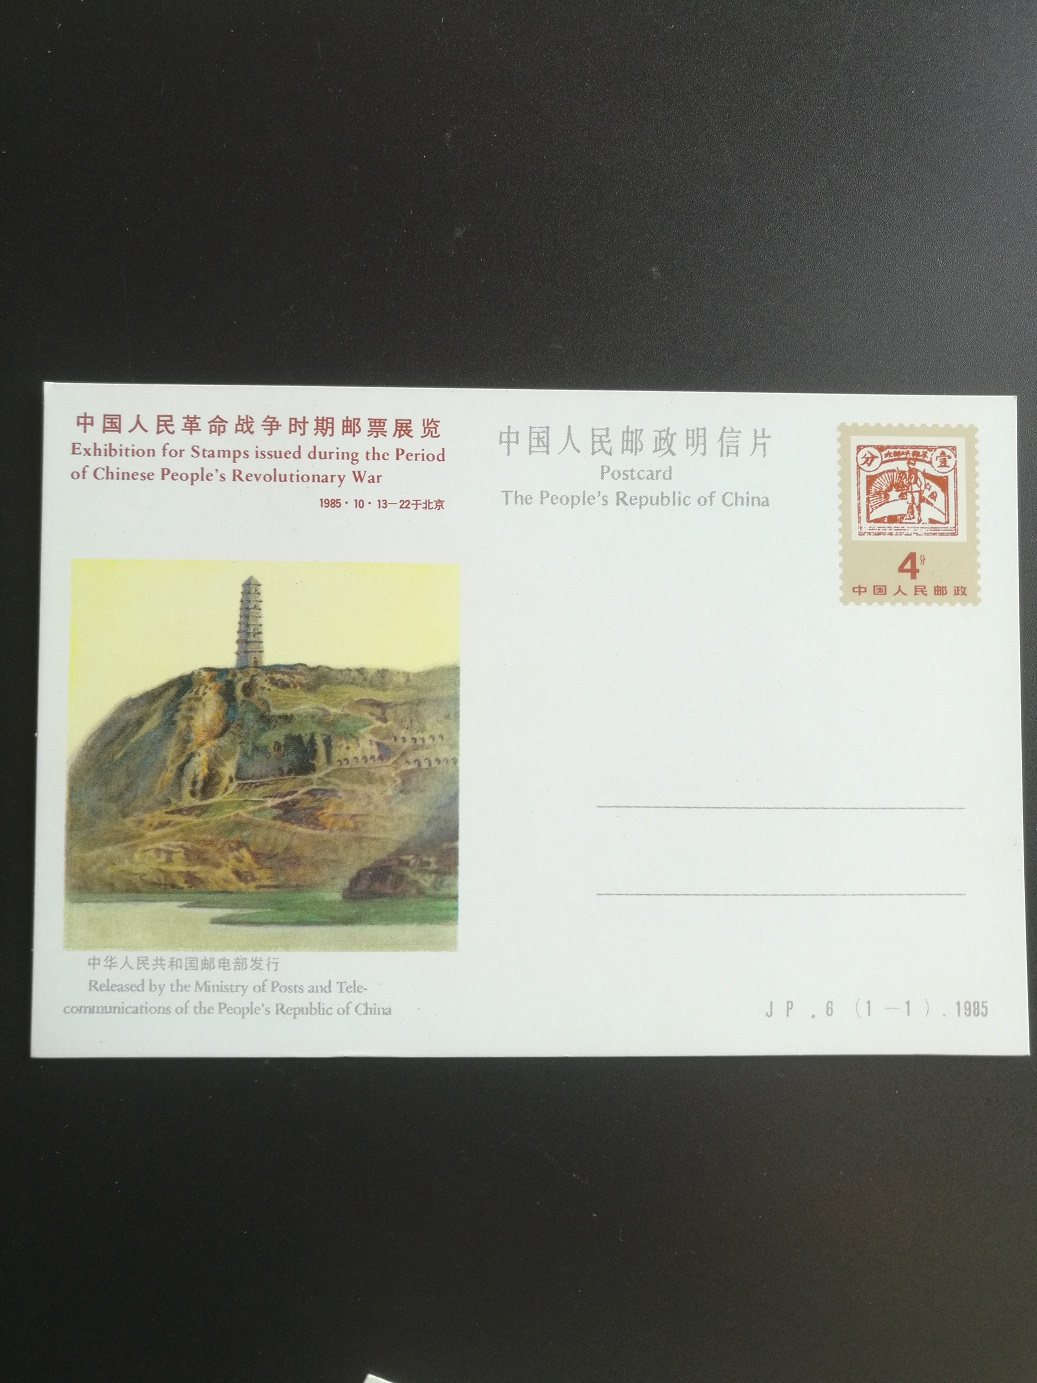 中国人民革命战争时期邮票展览
Exhibition for Stamps issued during the Period
of Chinese People's Revolutionary War
1985·10·13—22于北京
中国人民邮政明信片
Postcard
The People's Republic of China
分
壹
4分
中国人民邮政
中华人民共和国邮电部发行
Released by the Ministry of Posts and Tele-
communications of the People's Republic of China
JP.6 (1—1).1985